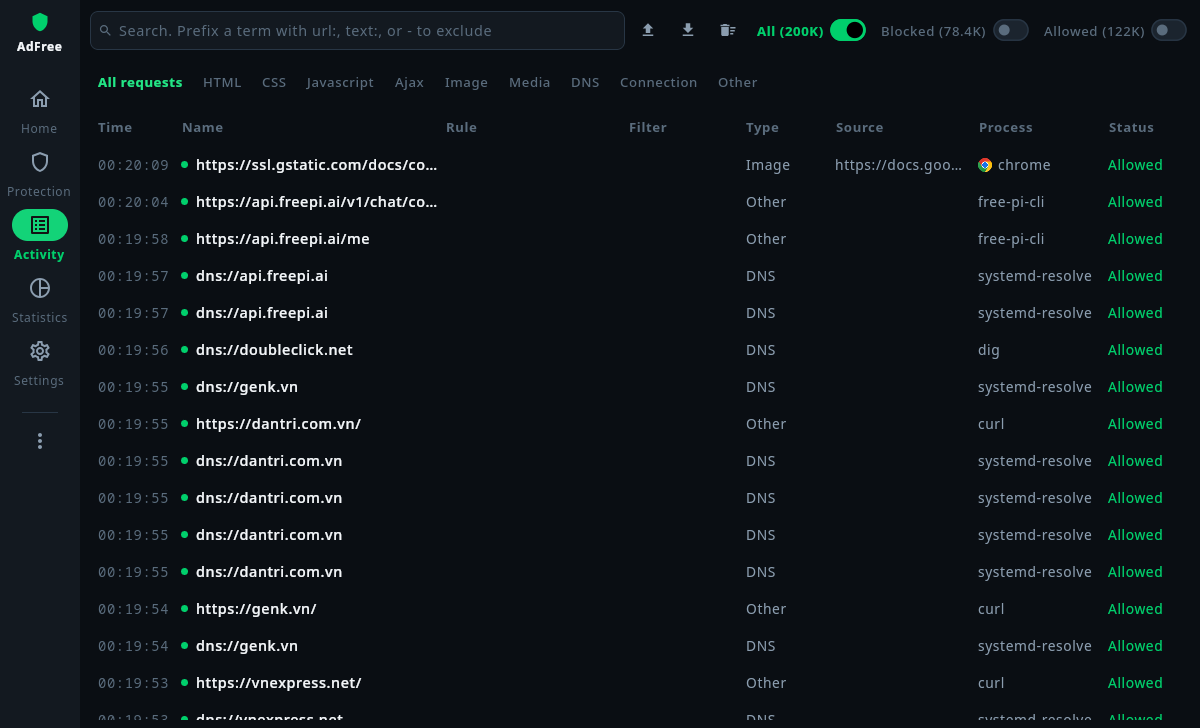 AdFree
Home
Protection
Activity
Statistics
Settings
Search. Prefix a term with url:, text:, or - to exclude
All (200K) Blocked (78.4K) Allowed (122K)
All requests HTML CSS Javascript Ajax Image Media DNS Connection Other
Time Name Rule Filter Type Source Process Status
00:20:09 https://ssl.gstatic.com/docs/co... Image https://docs.goo... chrome Allowed
00:20:04 https://api.freepi.ai/v1/chat/co... Other free-pi-cli Allowed
00:19:58 https://api.freepi.ai/me Other free-pi-cli Allowed
00:19:57 dns://api.freepi.ai DNS systemd-resolve Allowed
00:19:57 dns://api.freepi.ai DNS systemd-resolve Allowed
00:19:56 dns://doubleclick.net DNS dig Allowed
00:19:55 dns://genk.vn DNS systemd-resolve Allowed
00:19:55 https://dantri.com.vn/ Other curl Allowed
00:19:55 dns://dantri.com.vn DNS systemd-resolve Allowed
00:19:55 dns://dantri.com.vn DNS systemd-resolve Allowed
00:19:55 dns://dantri.com.vn DNS systemd-resolve Allowed
00:19:55 dns://dantri.com.vn DNS systemd-resolve Allowed
00:19:54 https://genk.vn/ Other curl Allowed
00:19:54 dns://genk.vn DNS systemd-resolve Allowed
00:19:53 https://vnexpress.net/ Other curl Allowed
00:19:53 dns://vnexpress.net DNS systemd-resolve Allowed